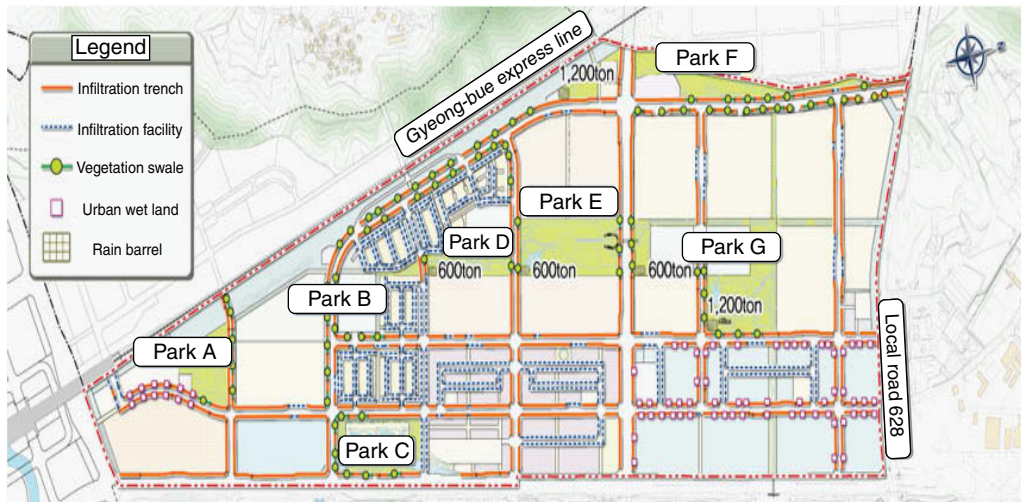 Legend
Infiltration trench
Infiltration facility
Vegetation swale
Urban wet land
Rain barrel
Gyeong-bue express line
Park F
1,200ton
Park E
Park D
600ton
600ton
600ton
Park G
1,200ton
Park B
Park A
Park C
Local road 628